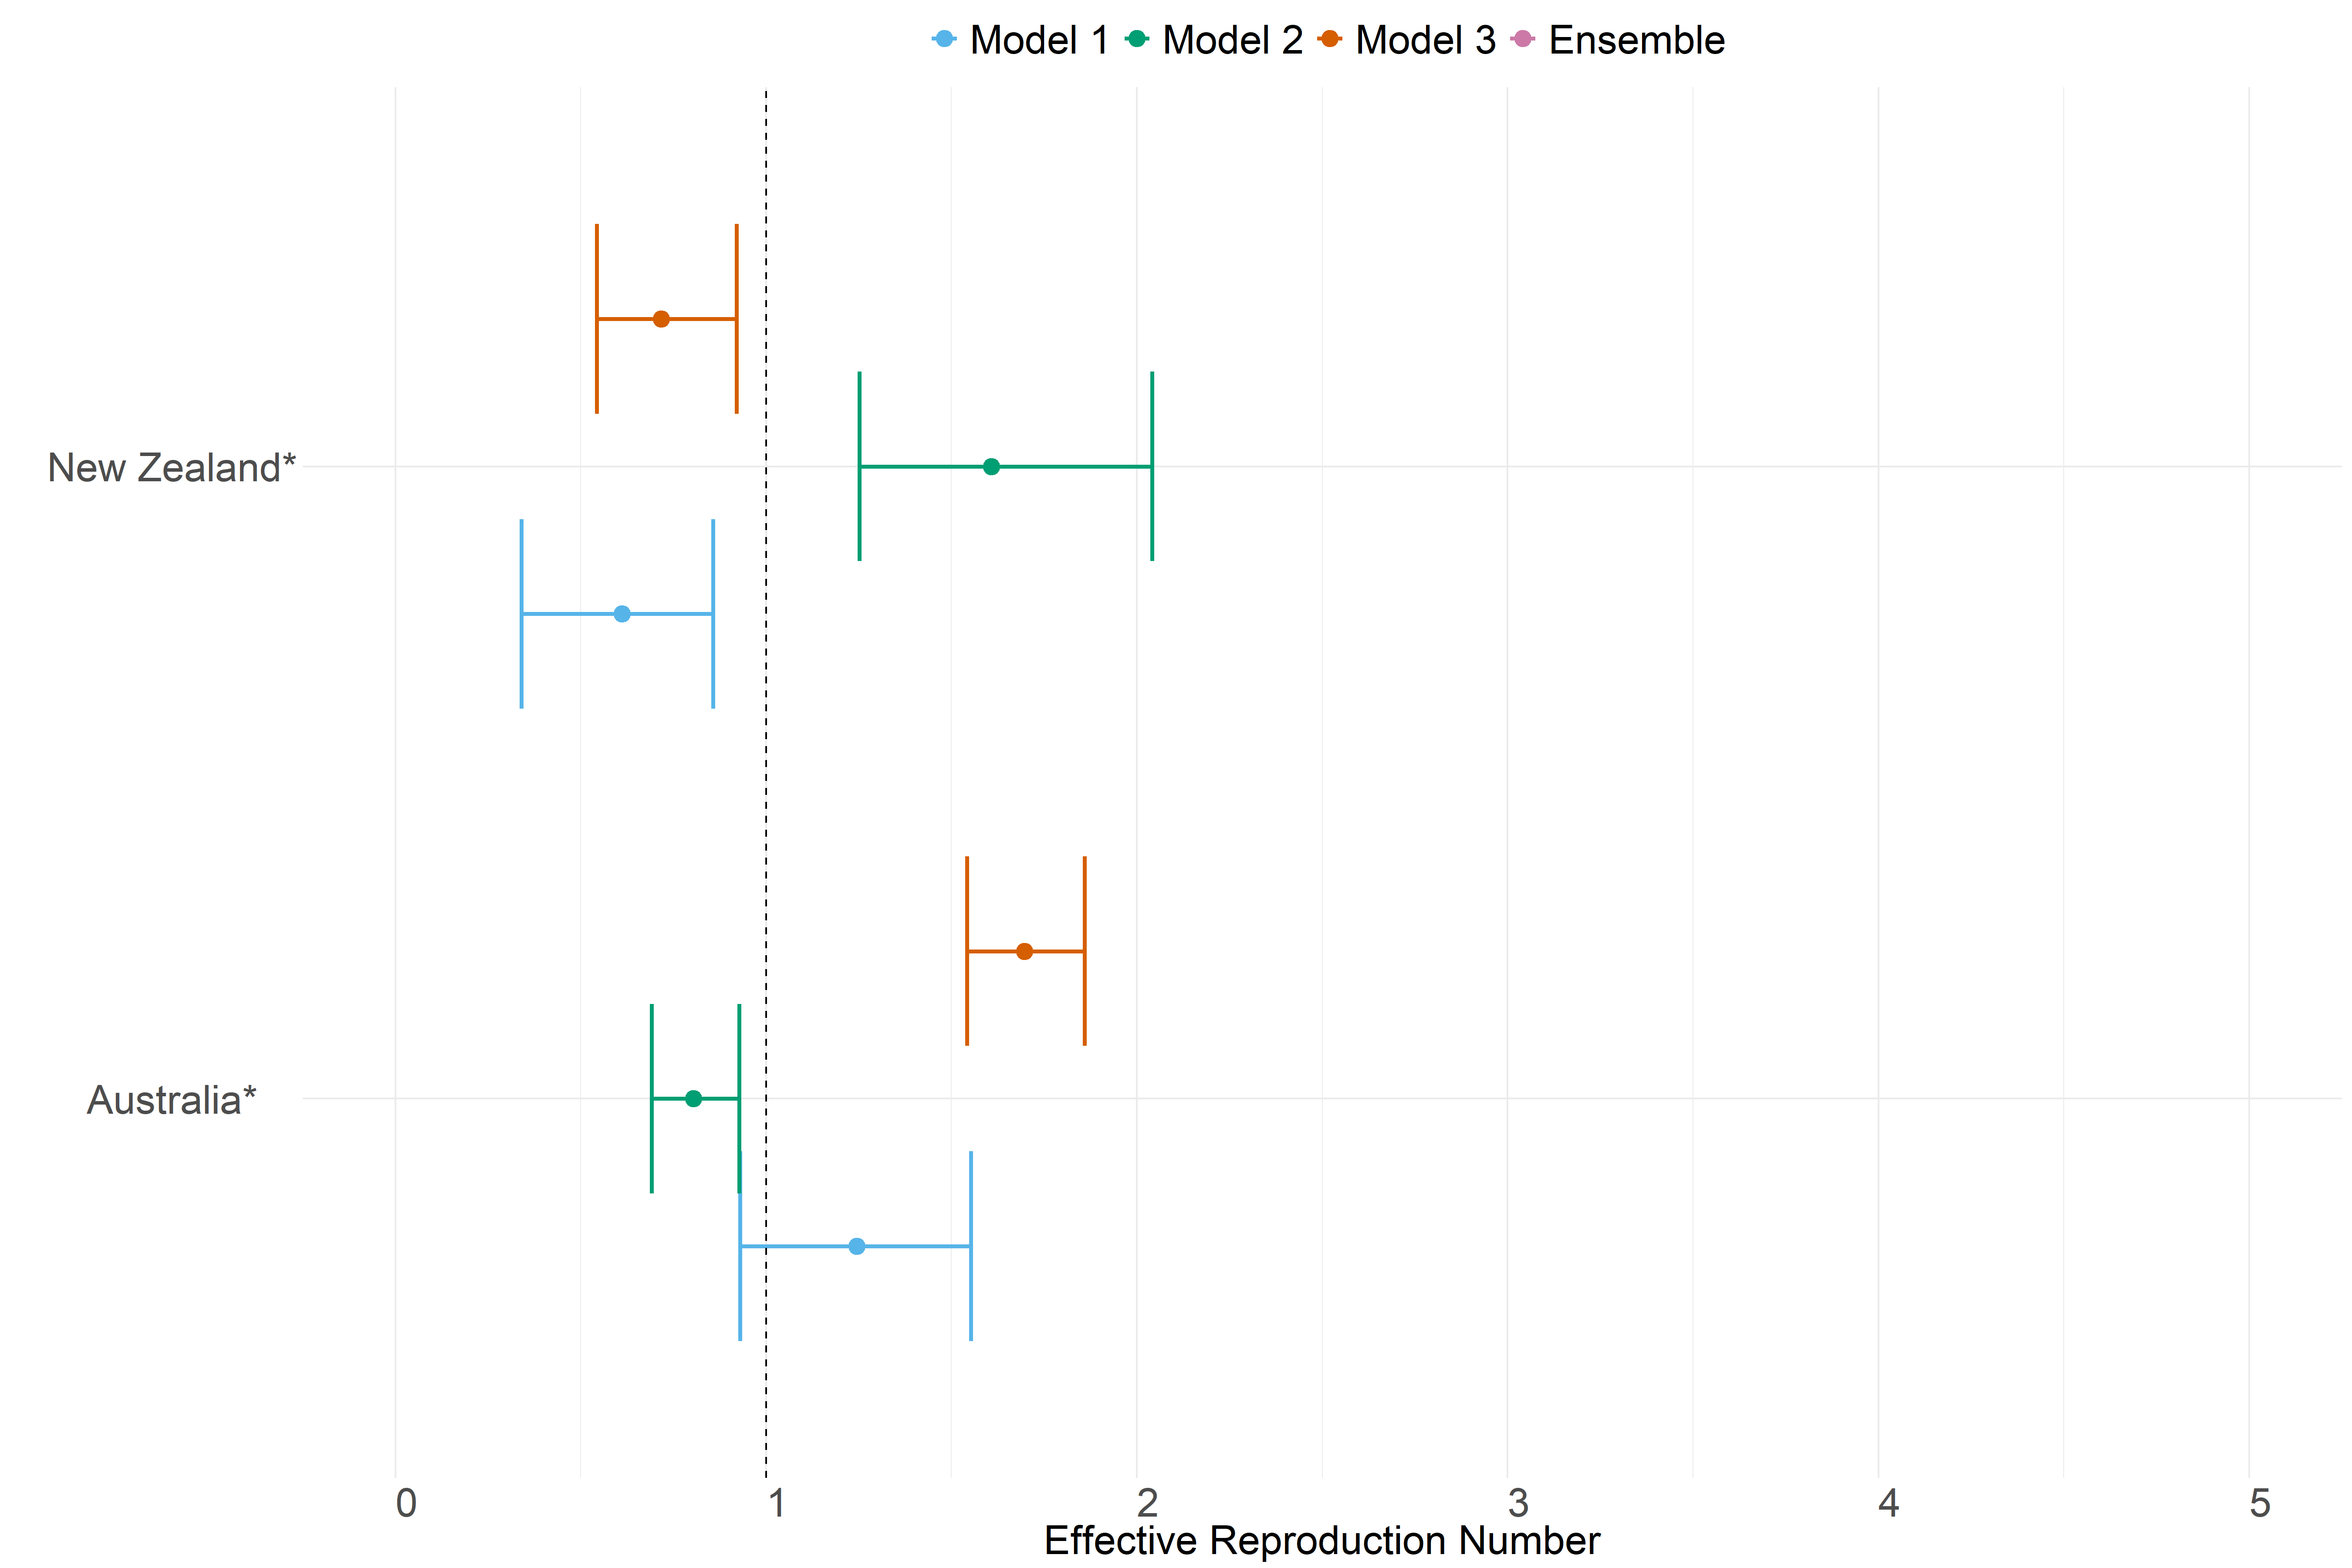 Model 1 Model 2 Model 3 Ensemble
New Zealand*
Australia*
0 1 2 3 4 5
Effective Reproduction Number